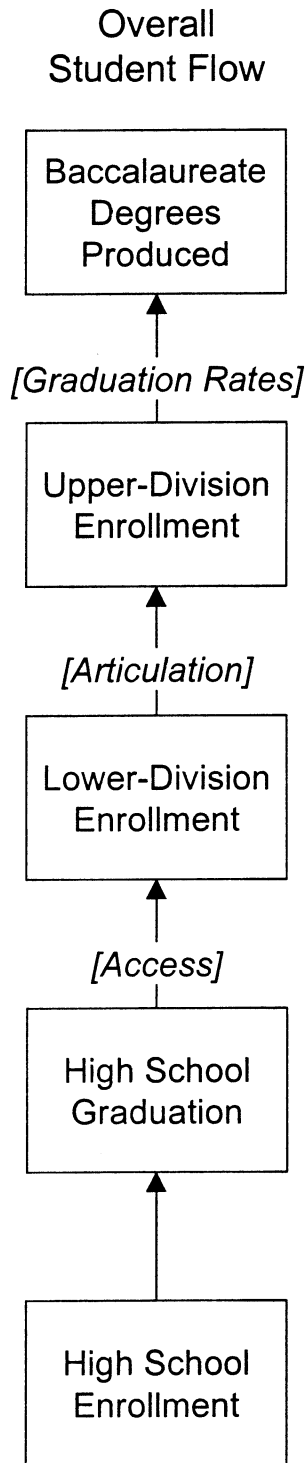 Overall
Student Flow
Baccalaureate
Degrees
Produced
[Graduation Rates]
Upper-Division
Enrollment
[Articulation]
Lower-Division
Enrollment
[Access]
High School
Graduation
High School
Enrollment